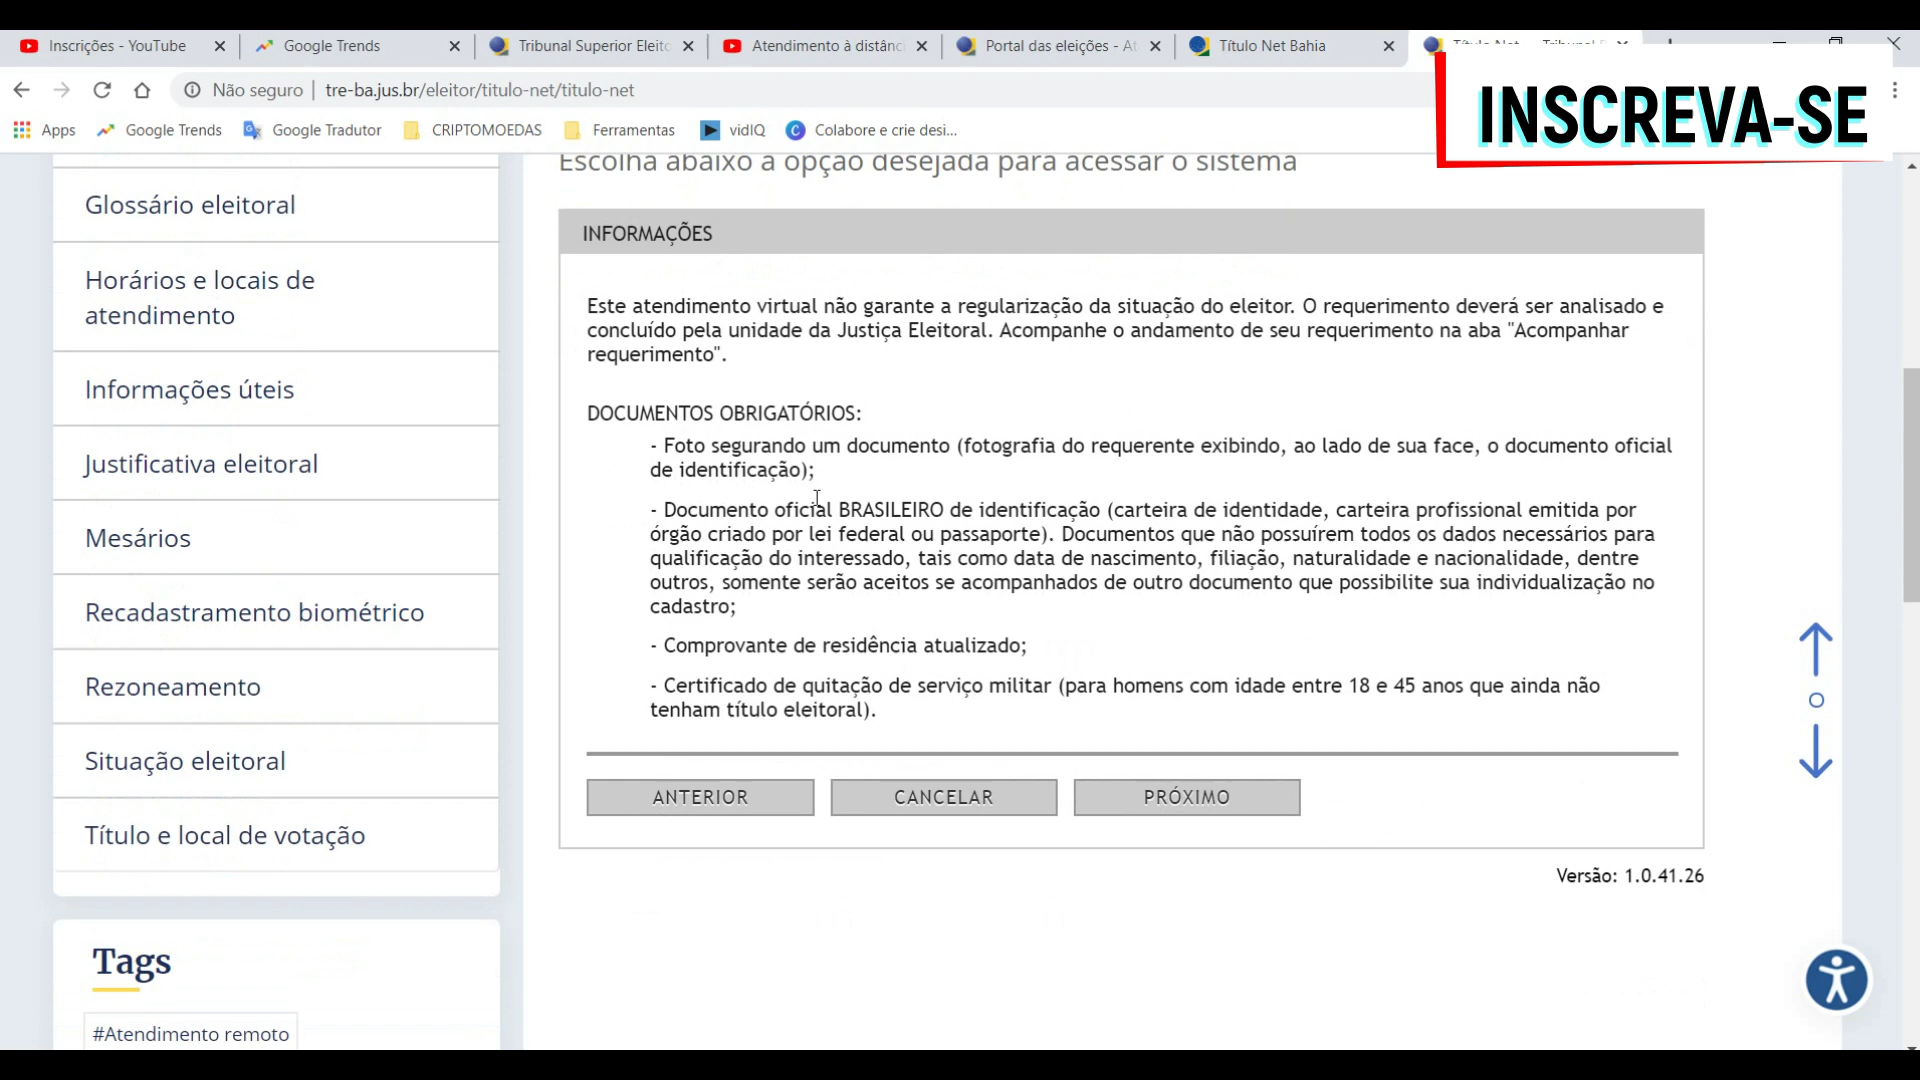 Inscrições - YouTube
Google Trends
Tribunal Superior Eleito
Atendimento à distânc
Portal das eleições - At
Título Net Bahia
Não seguro | tre-ba.jus.br/eleitor/titulo-net/titulo-net
INSCREVA-SE
Apps
Google Trends
Google Tradutor
CRIPTOMOEDAS
Ferramentas
vidIQ
Colabore e crie desi...
Escolha abaixo a opção desejada para acessar o sistema
Glossário eleitoral
Horários e locais de
atendimento
Informações úteis
Justificativa eleitoral
Mesários
Recadastramento biométrico
Rezoneamento
Situação eleitoral
Título e local de votação
Tags
#Atendimento remoto
INFORMAÇÕES
Este atendimento virtual não garante a regularização da situação do eleitor. O requerimento deverá ser analisado e
concluído pela unidade da Justiça Eleitoral. Acompanhe o andamento de seu requerimento na aba "Acompanhar
requerimento".
DOCUMENTOS OBRIGATÓRIOS:
- Foto segurando um documento (fotografia do requerente exibindo, ao lado de sua face, o documento oficial
de identificação);
- Documento oficial BRASILEIRO de identificação (carteira de identidade, carteira profissional emitida por
órgão criado por lei federal ou passaporte). Documentos que não possuírem todos os dados necessários para
qualificação do interessado, tais como data de nascimento, filiação, naturalidade e nacionalidade, dentre
outros, somente serão aceitos se acompanhados de outro documento que possibilite sua individualização no
cadastro;
- Comprovante de residência atualizado;
- Certificado de quitação de serviço militar (para homens com idade entre 18 e 45 anos que ainda não
tenham título eleitoral).
ANTERIOR
CANCELAR
PRÓXIMO
Versão: 1.0.41.26